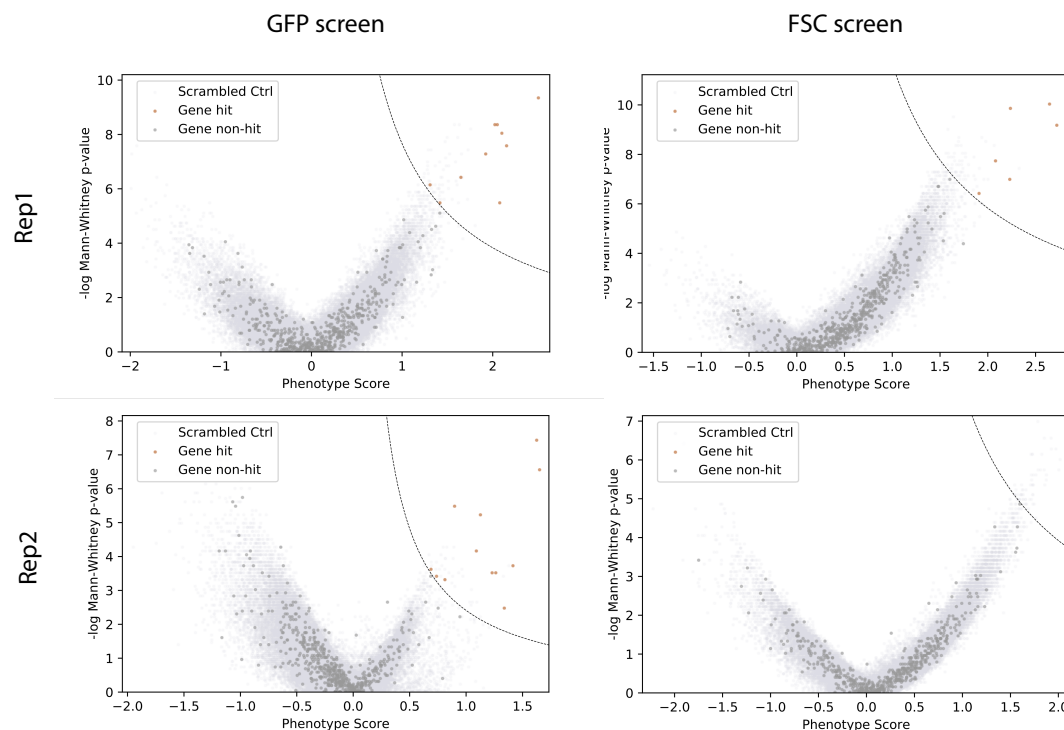 GFP screen
FSC screen
Rep1
10
8
6
4
2
0
-log Mann-Whitney p-value
Scrambled Ctrl
Gene hit
Gene non-hit
−2
−1
0
1
2
Phenotype Score
10
8
6
4
2
0
-log Mann-Whitney p-value
Scrambled Ctrl
Gene hit
Gene non-hit
−1.5
−1.0
−0.5
0.0
0.5
1.0
1.5
2.0
2.5
Phenotype Score
Rep2
8
7
6
5
4
3
2
1
0
-log Mann-Whitney p-value
Scrambled Ctrl
Gene hit
Gene non-hit
−2.0
−1.5
−1.0
−0.5
0.0
0.5
1.0
1.5
Phenotype Score
7
6
5
4
3
2
1
0
-log Mann-Whitney p-value
Scrambled Ctrl
Gene hit
Gene non-hit
−2.0
−1.5
−1.0
−0.5
0.0
0.5
1.0
1.5
Phenotype Score